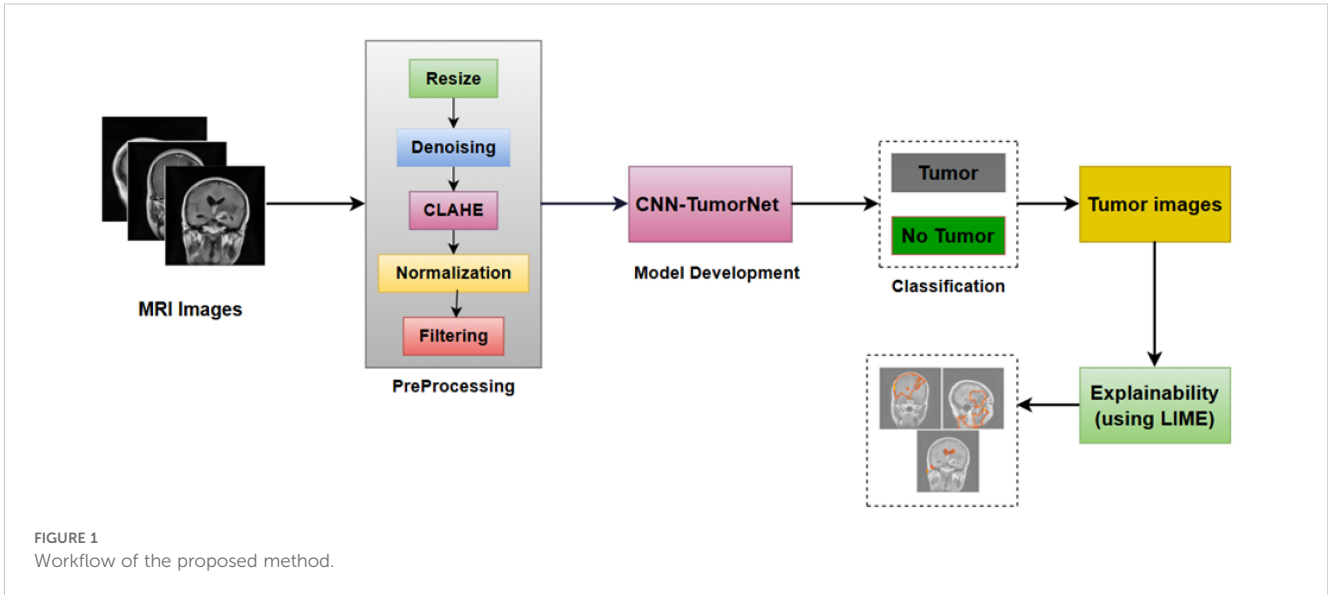 MRI Images
Resize
Denoising
CLAHE
Normalization
Filtering
PreProcessing
CNN-TumorNet
Model Development
Tumor
No Tumor
Classification
Tumor images
Explainability
(using LIME)
FIGURE 1
Workflow of the proposed method.